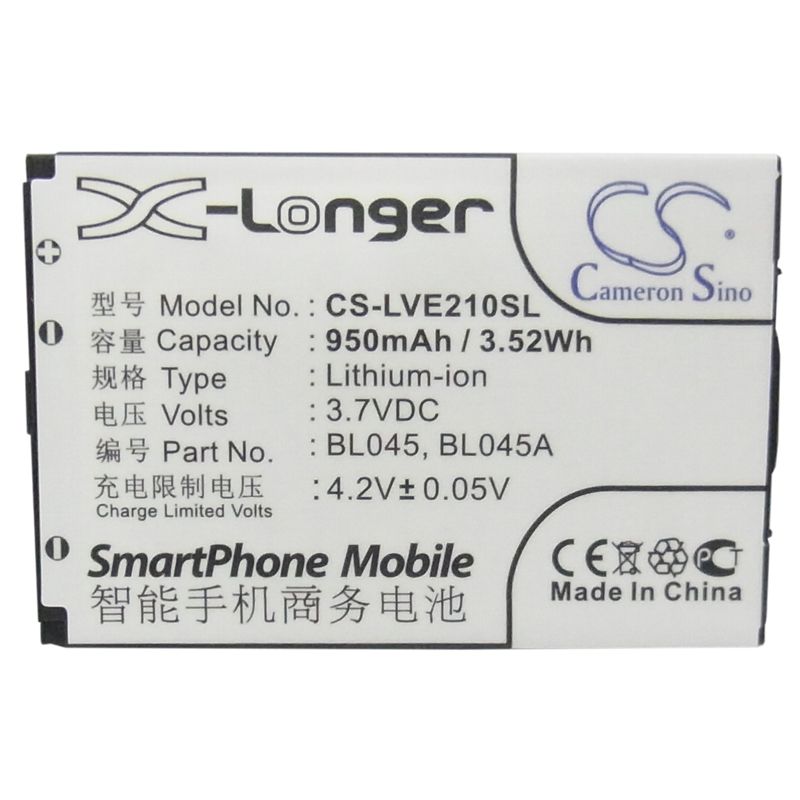 X-Longer
CS®
Cameron Sino
型号 Model No.: CS-LVE210SL
容量 Capacity : 950mAh / 3.52Wh
规格 Type : Lithium-ion
电压 Volts : 3.7VDC
编号 Part No. : BL045, BL045A
充电限制电压 : 4.2V± 0.05V
Charge Limited Volts
SmartPhone Mobile
智能手机商务电池
CE PCT
Made In China